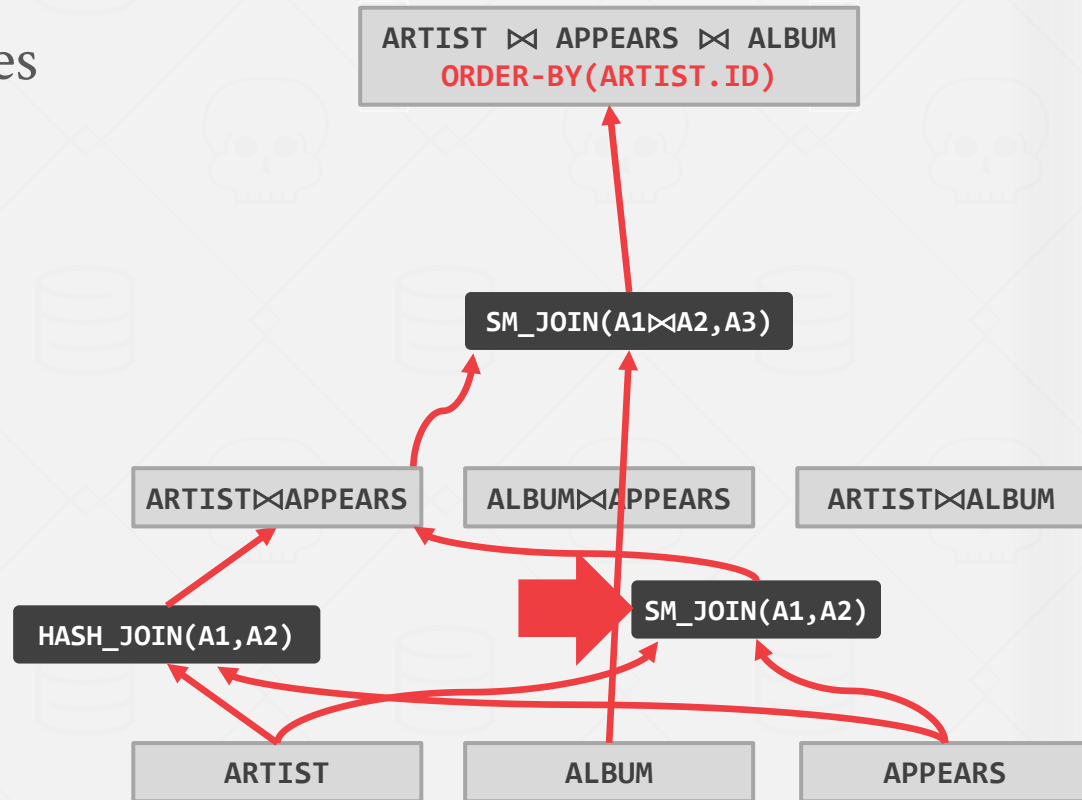 es
ARTIST ⋈ APPEARS ⋈ ALBUM
ORDER-BY(ARTIST.ID)
SM_JOIN(A1⋈A2,A3)
ARTIST⋈APPEARS
ALBUM⋈APPEARS
ARTIST⋈ALBUM
SM_JOIN(A1,A2)
HASH_JOIN(A1,A2)
ARTIST
ALBUM
APPEARS